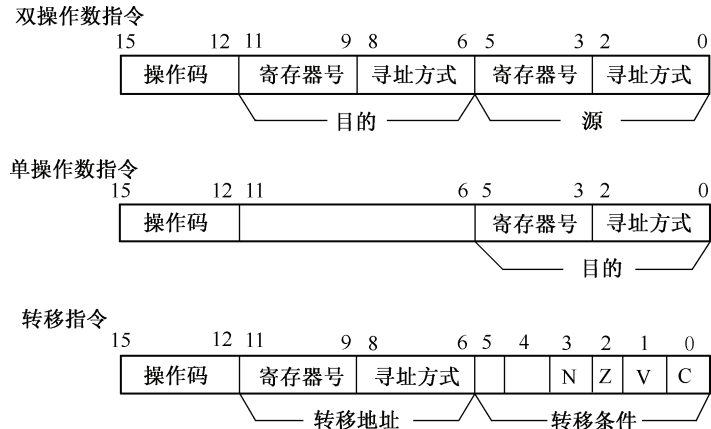 双操作数指令
15 12 11 9 8 6 5 3 2 0
操作码 寄存器号 寻址方式 寄存器号 寻址方式
目的 源
单操作数指令
15 12 11 6 5 3 2 0
操作码 寄存器号 寻址方式
目的
转移指令
15 12 11 9 8 6 5 4 3 2 1 0
操作码 寄存器号 寻址方式 N Z V C
转移地址 转移条件